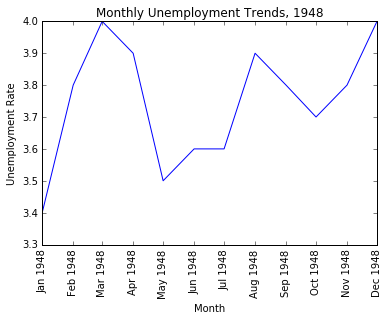 Monthly Unemployment Trends, 1948
4.0
3.9
3.8
3.7
3.6
3.5
3.4
3.3
Unemployment Rate
Jan 1948
Feb 1948
Mar 1948
Apr 1948
May 1948
Jun 1948
Jul 1948
Aug 1948
Sep 1948
Oct 1948
Nov 1948
Dec 1948
Month